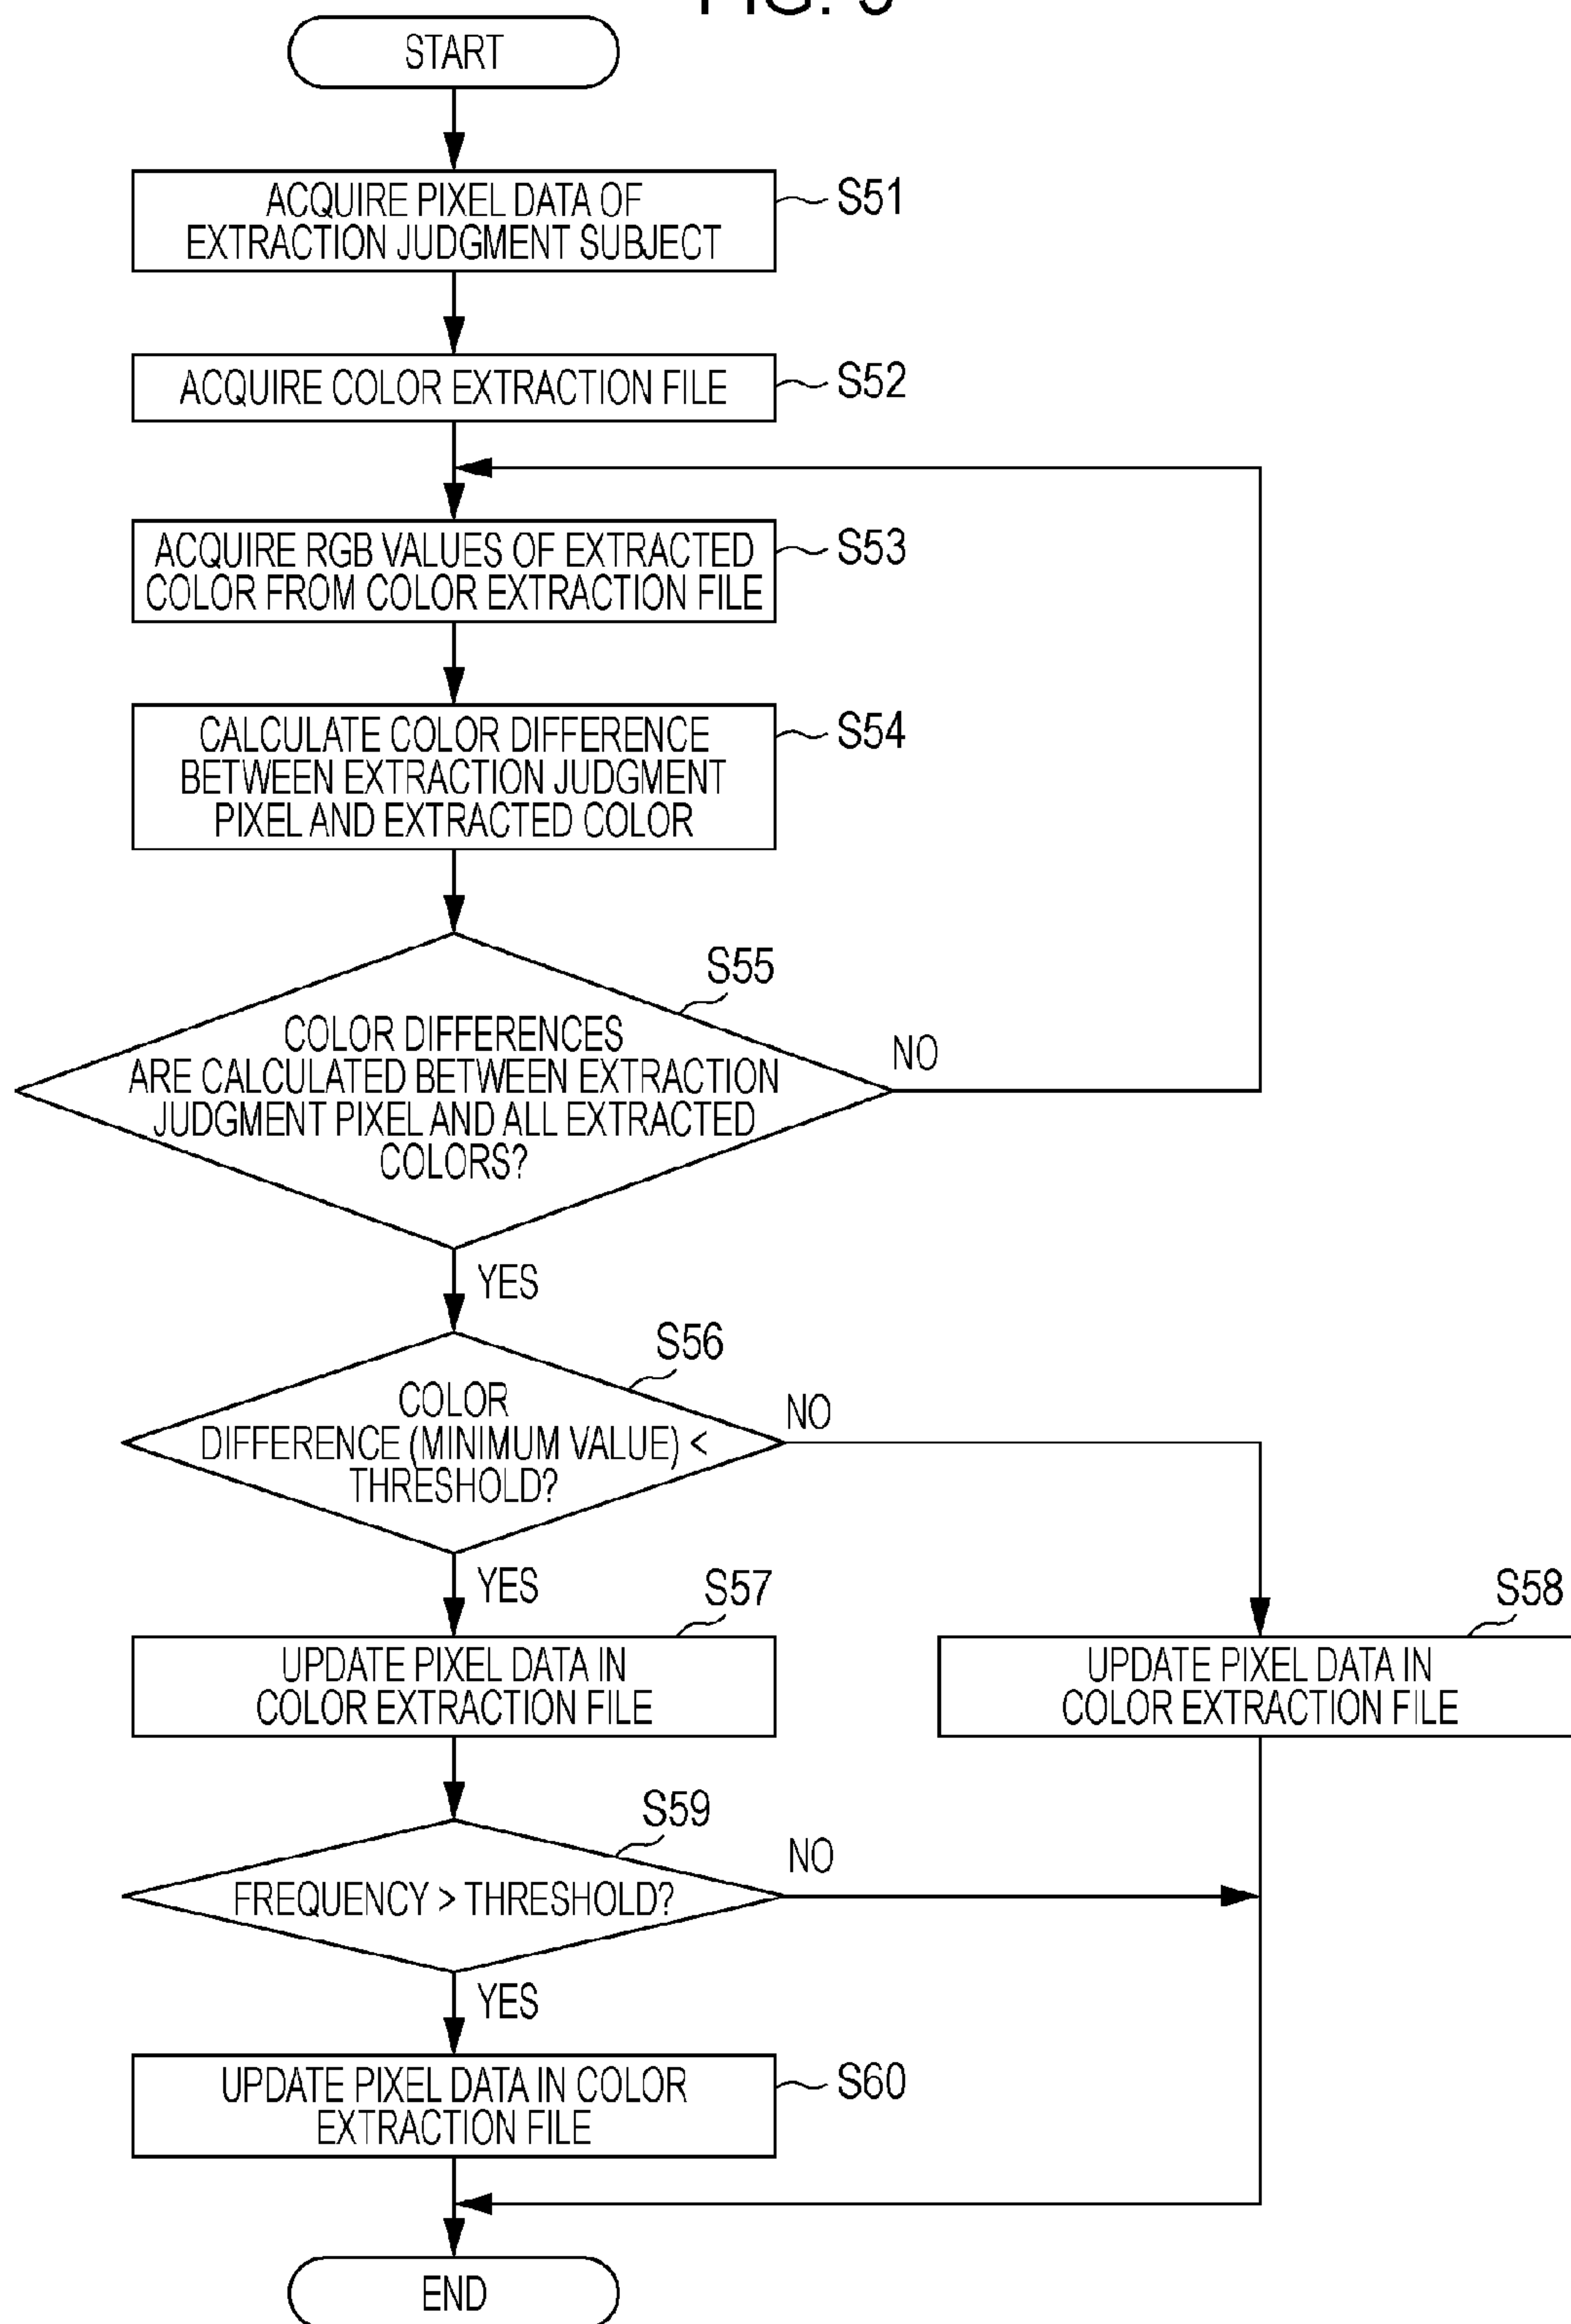 START
ACQUIRE PIXEL DATA OF
EXTRACTION JUDGMENT SUBJECT
S51
ACQUIRE COLOR EXTRACTION FILE
S52
ACQUIRE RGB VALUES OF EXTRACTED
COLOR FROM COLOR EXTRACTION FILE
S53
CALCULATE COLOR DIFFERENCE
BETWEEN EXTRACTION JUDGMENT
PIXEL AND EXTRACTED COLOR
S54
S55
COLOR DIFFERENCES
ARE CALCULATED BETWEEN EXTRACTION
JUDGMENT PIXEL AND ALL EXTRACTED
COLORS?
NO
YES
S56
COLOR
DIFFERENCE (MINIMUM VALUE) <
THRESHOLD?
NO
YES
S57
UPDATE PIXEL DATA IN
COLOR EXTRACTION FILE
S58
UPDATE PIXEL DATA IN
COLOR EXTRACTION FILE
S59
FREQUENCY > THRESHOLD?
NO
YES
UPDATE PIXEL DATA IN COLOR
EXTRACTION FILE
S60
END